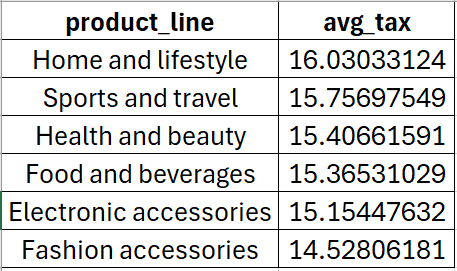 product_line avg_tax
Home and lifestyle 16.03033124
Sports and travel 15.75697549
Health and beauty 15.40661591
Food and beverages 15.36531029
Electronic accessories 15.15447632
Fashion accessories 14.52806181